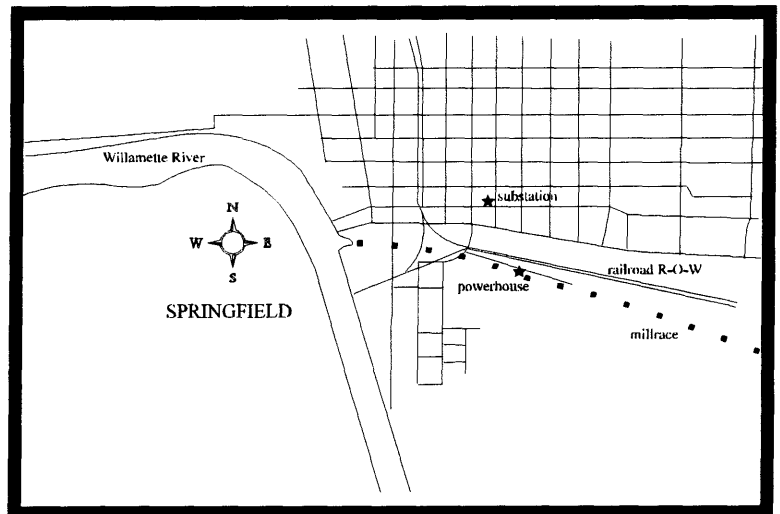 Willamette River
substation
N
W E
S
railroad R-O-W
powerhouse
SPRINGFIELD
millrace